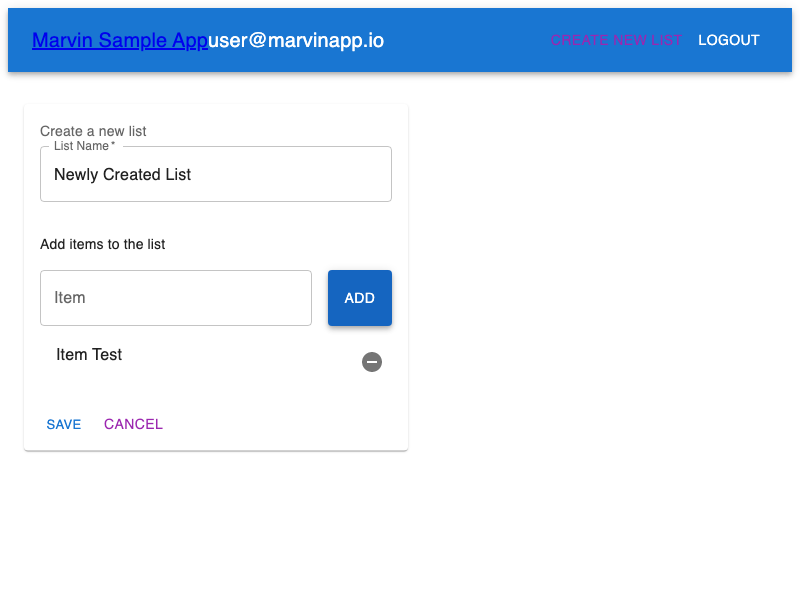 Marvin Sample Appuser@marvinapp.io CREATE NEW LIST LOGOUT
Create a new list
List Name *
Newly Created List
Add items to the list
Item ADD
Item Test
SAVE CANCEL